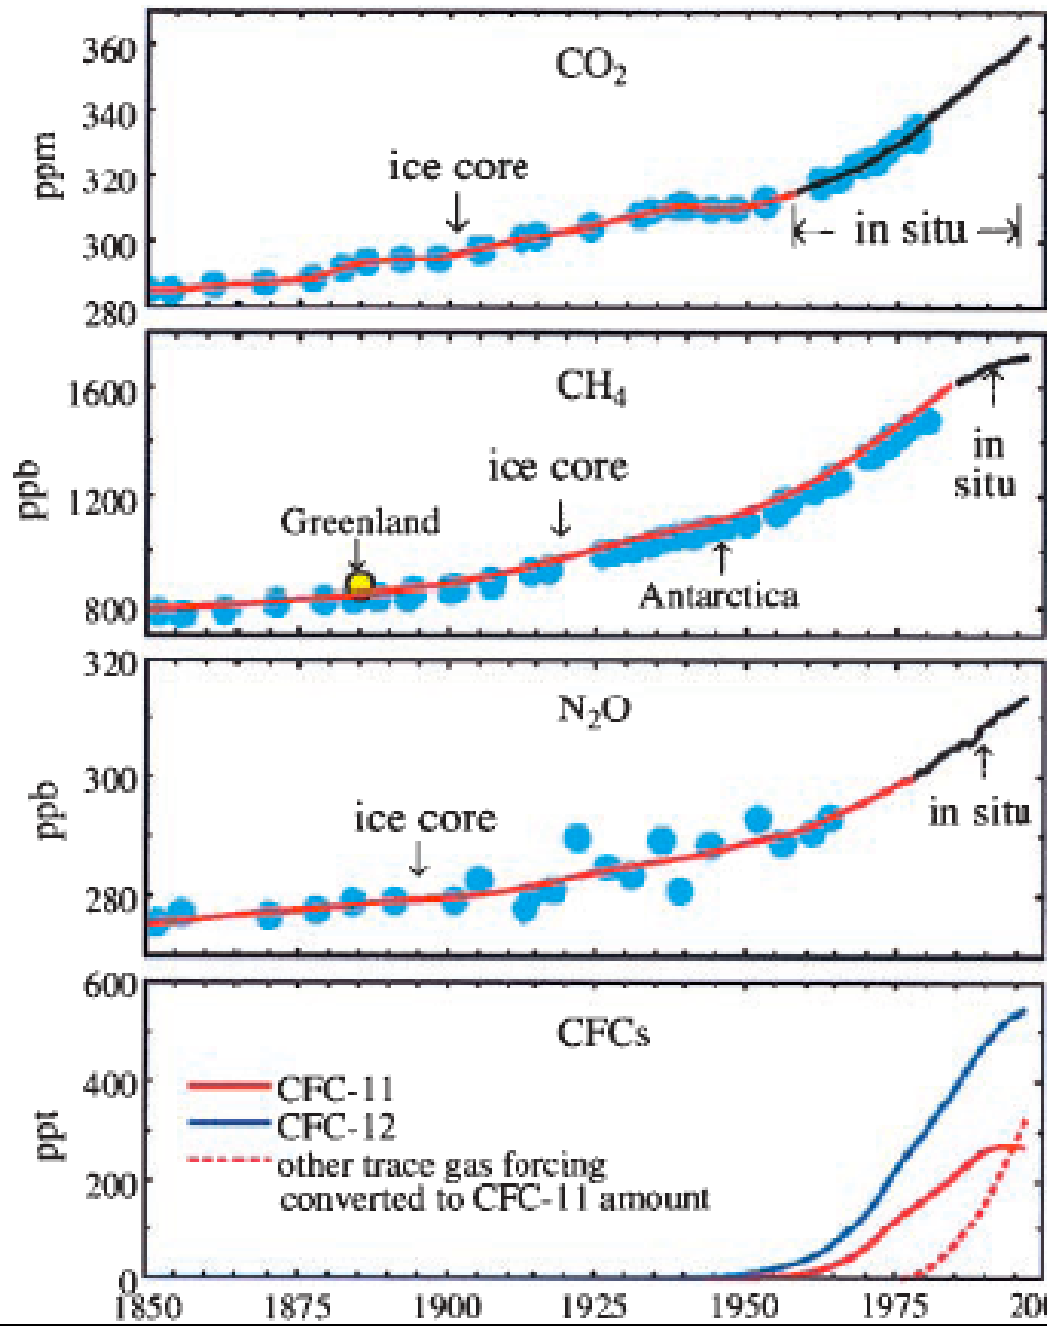 360
CO₂
340
ppm
320
ice core
300
in situ
280
1600
CH₄
ppb
ice core
in
situ
1200
Greenland
Antarctica
800
320
N₂O
300
ppb
ice core
in situ
280
600
CFCs
400
CFC-11
ppt
CFC-12
other trace gas forcing
converted to CFC-11 amount
200
0
1850 1875 1900 1925 1950 1975